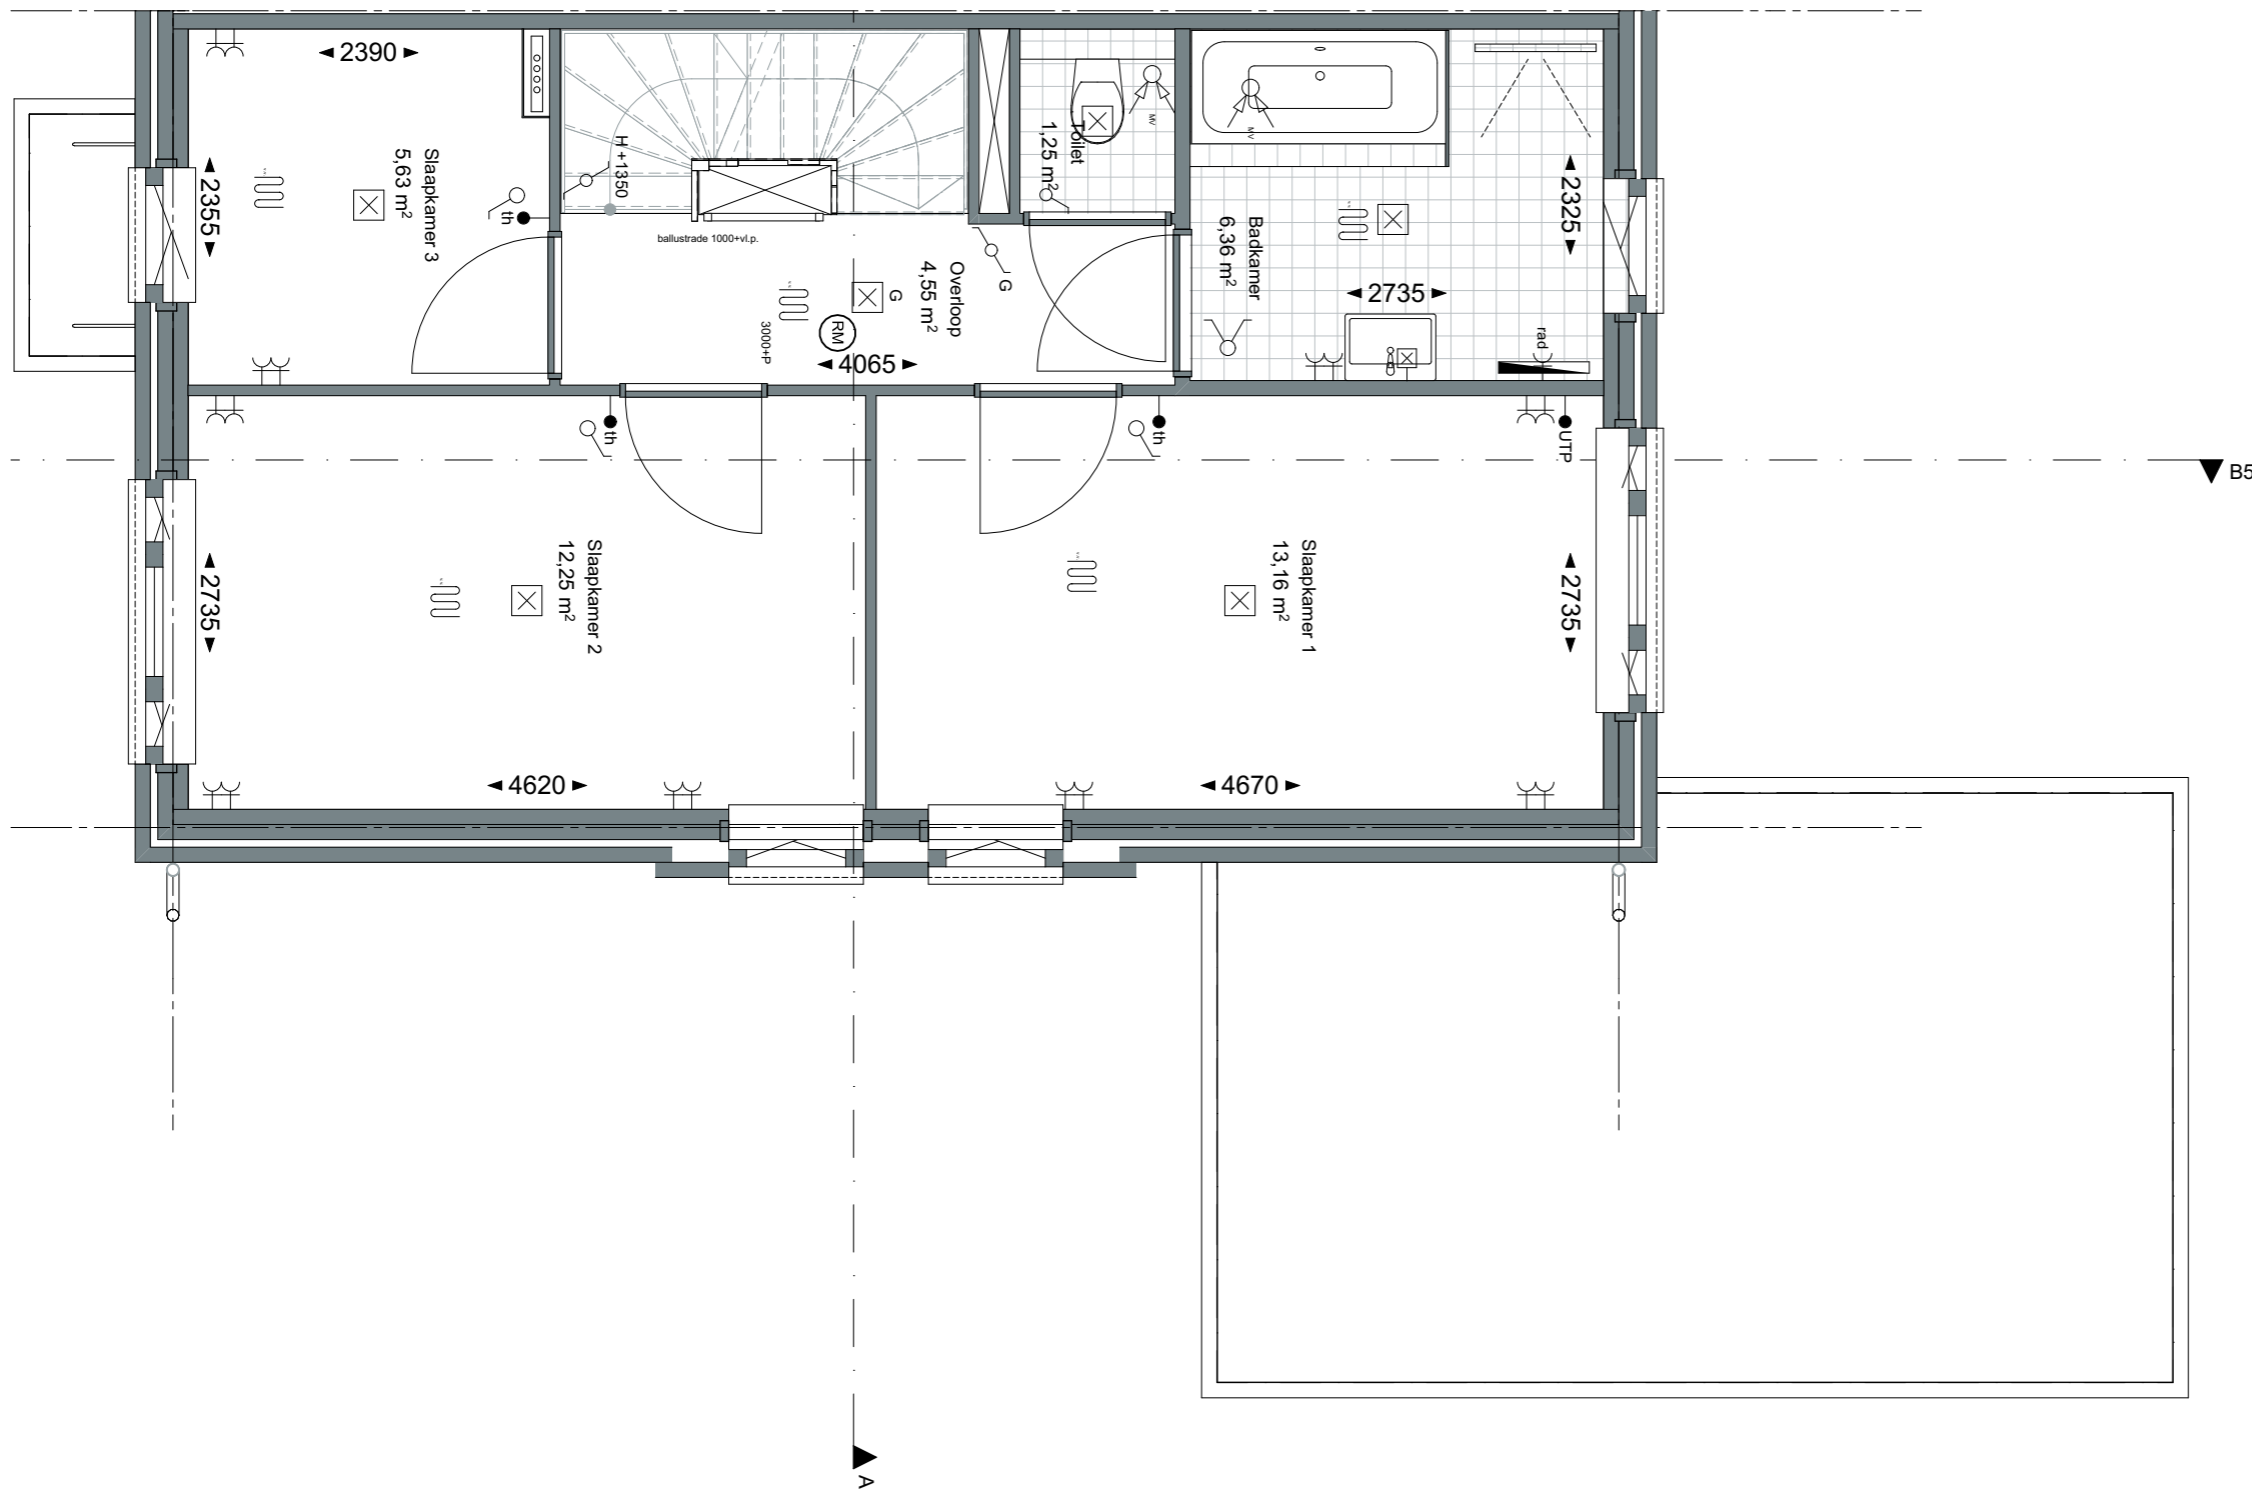 2390
2355
Slaapkamer 3
5,63 m²
th
H +1350
ballustrade 1000+vl.p.
Toilet
1,25 m²
MV
MV
Overloop
4,55 m²
G
G
RM
3000+P
4065
Badkamer
6,36 m²
2325
2735
rad
th
th
UTP
B5
Slaapkamer 2
12,25 m²
2735
4620
Slaapkamer 1
13,16 m²
2735
4670
A